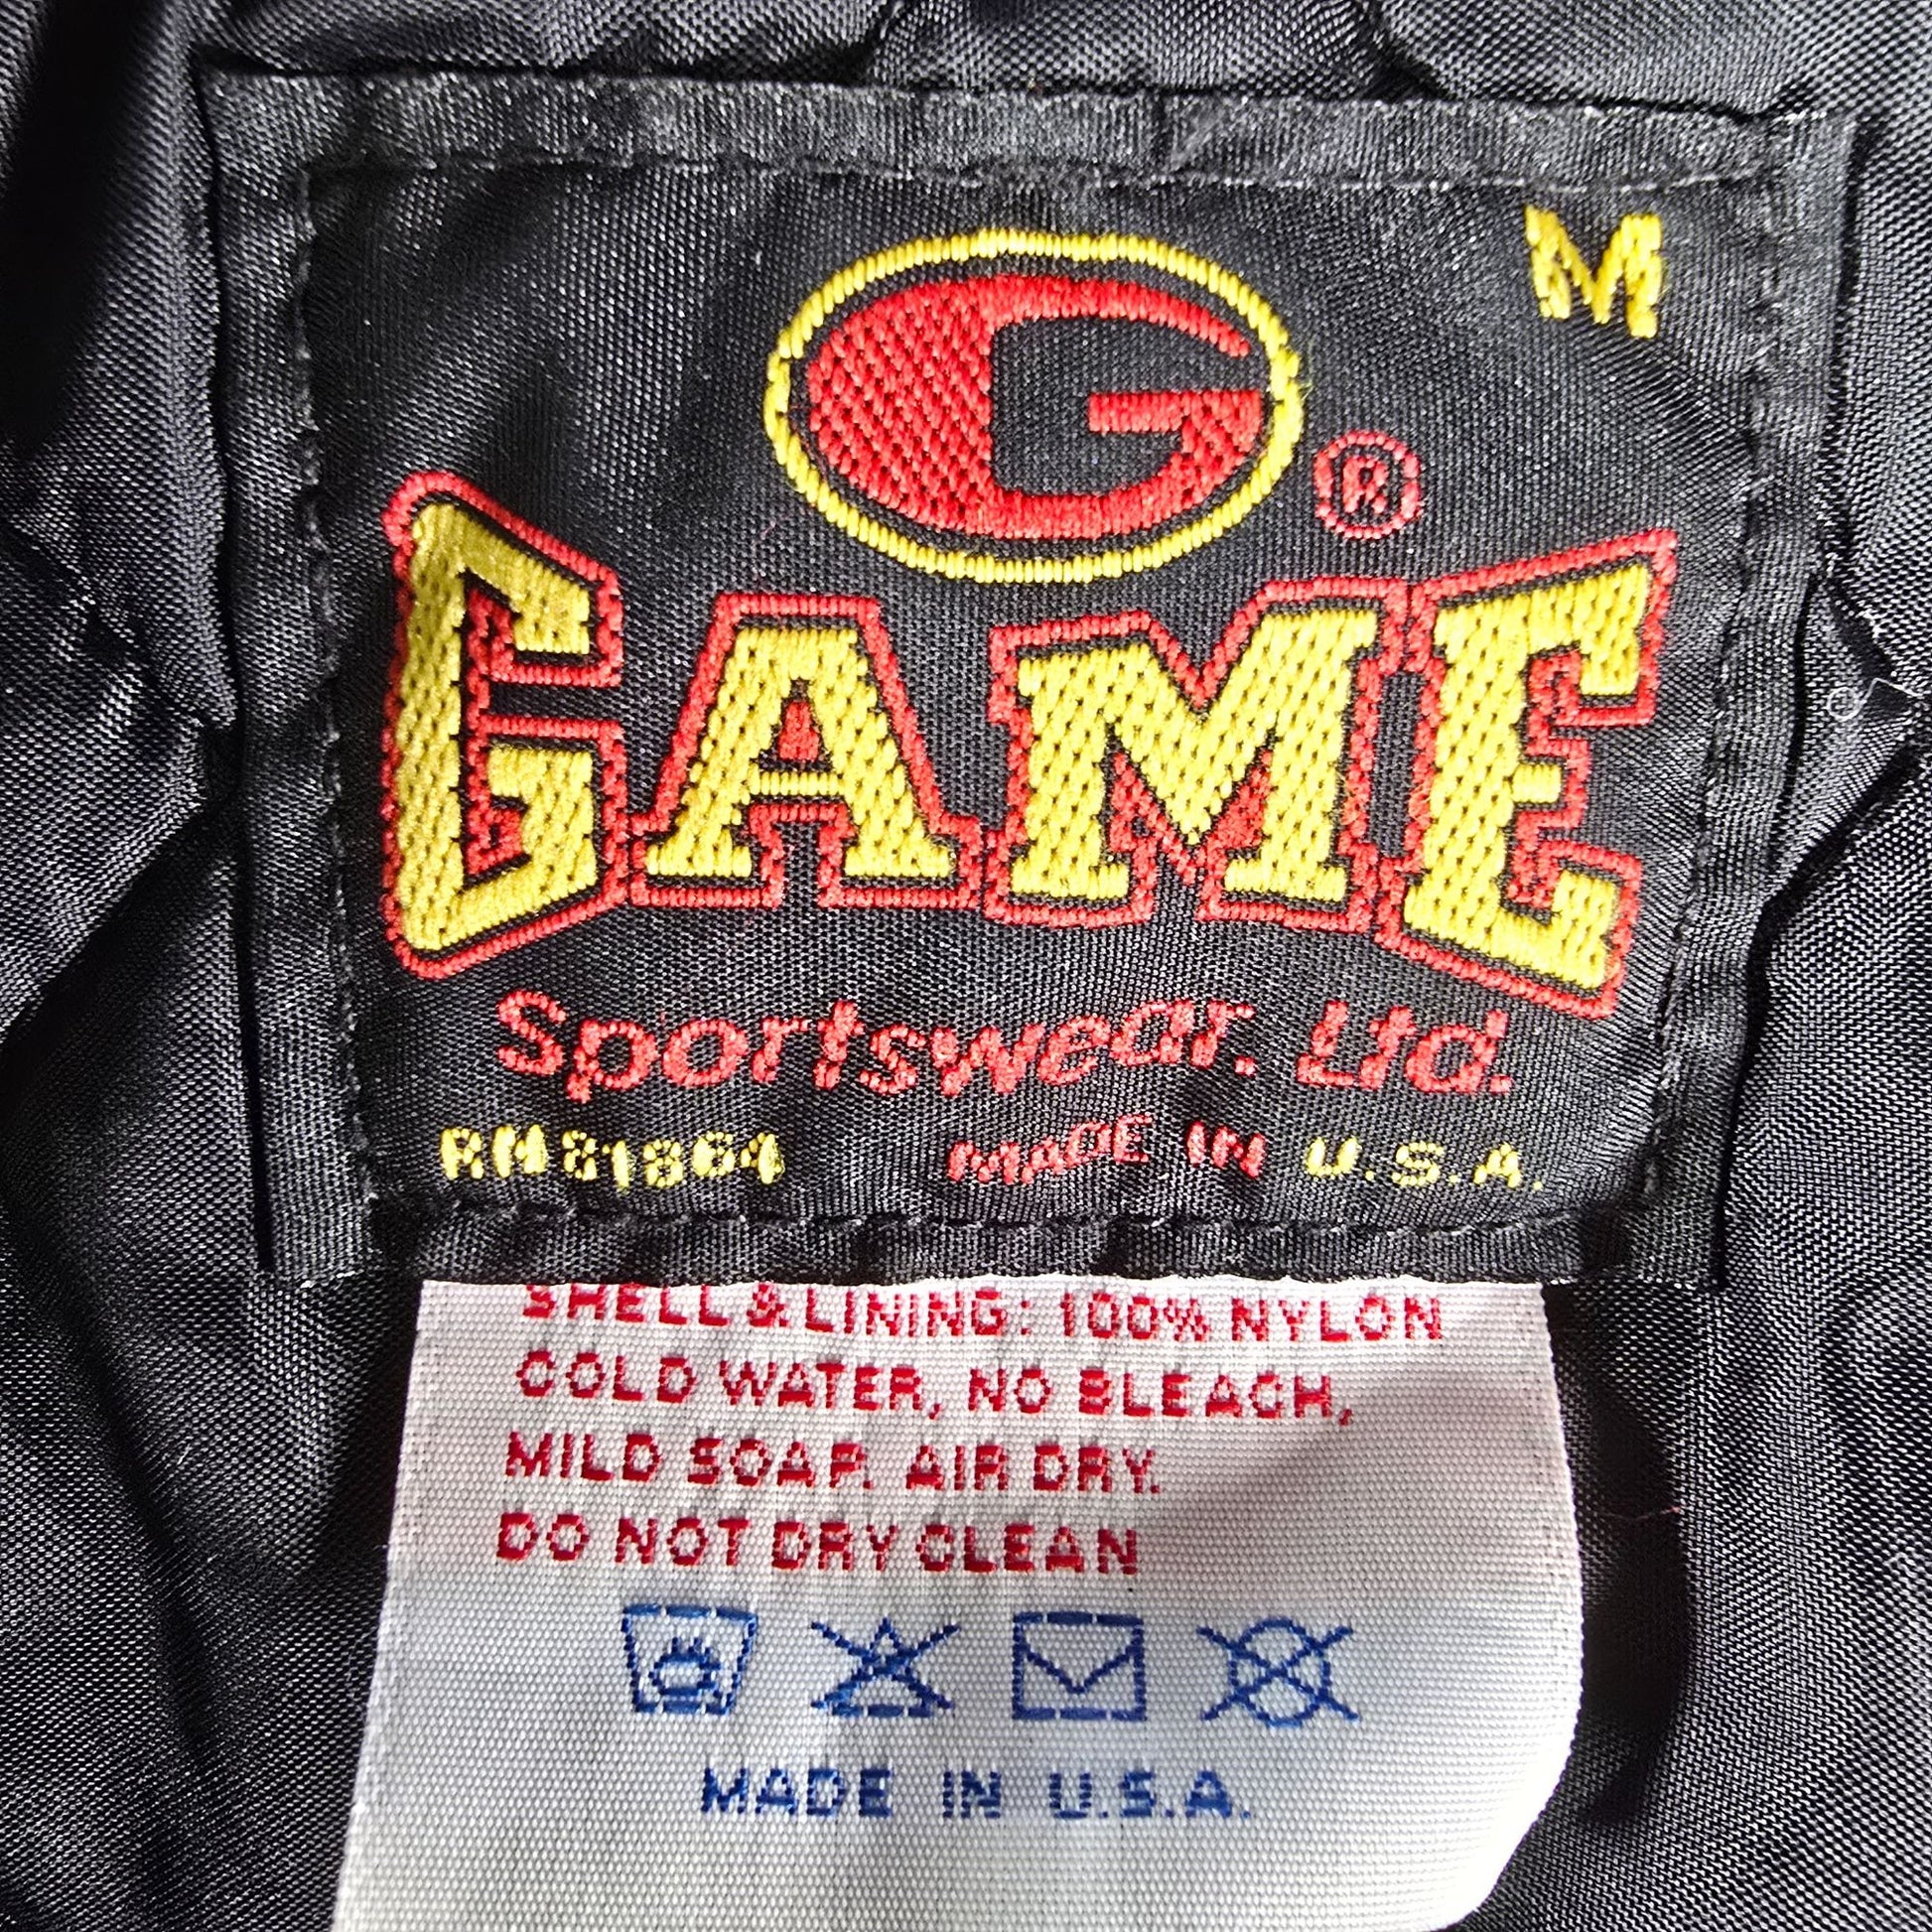 M
G ®
GAME
Sportswear. Ltd.
RN81864 MADE IN U.S.A.
SHELL & LINING: 100% NYLON
COLD WATER, NO BLEACH,
MILD SOAP. AIR DRY.
DO NOT DRY CLEAN
MADE IN U.S.A.